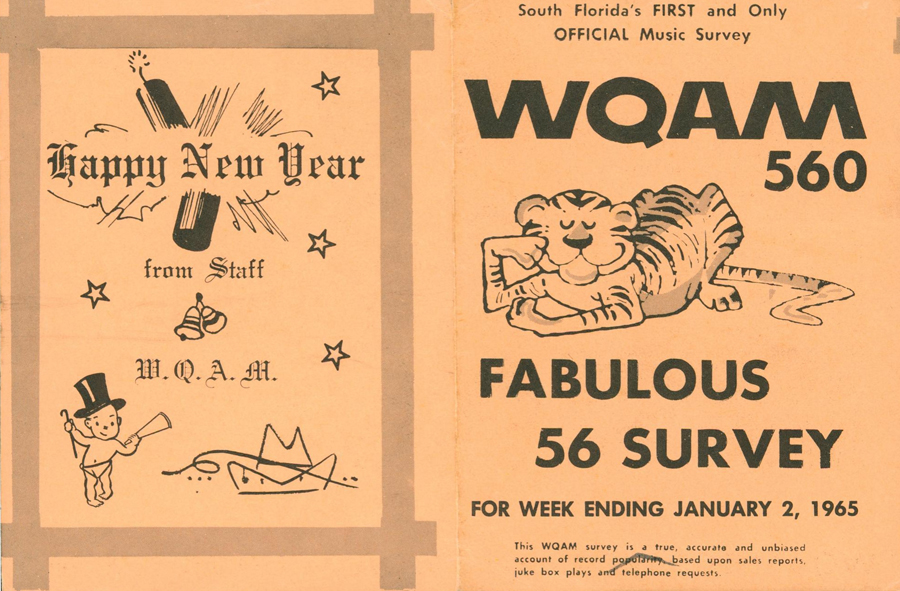 Happy New Year
from Staff
W.Q.A.M.
South Florida's FIRST and Only
OFFICIAL Music Survey
WQAM
560
FABULOUS
56 SURVEY
FOR WEEK ENDING JANUARY 2, 1965
This WQAM survey is a true, accurate and unbiased
account of record popularity, based upon sales reports,
juke box plays and telephone requests.